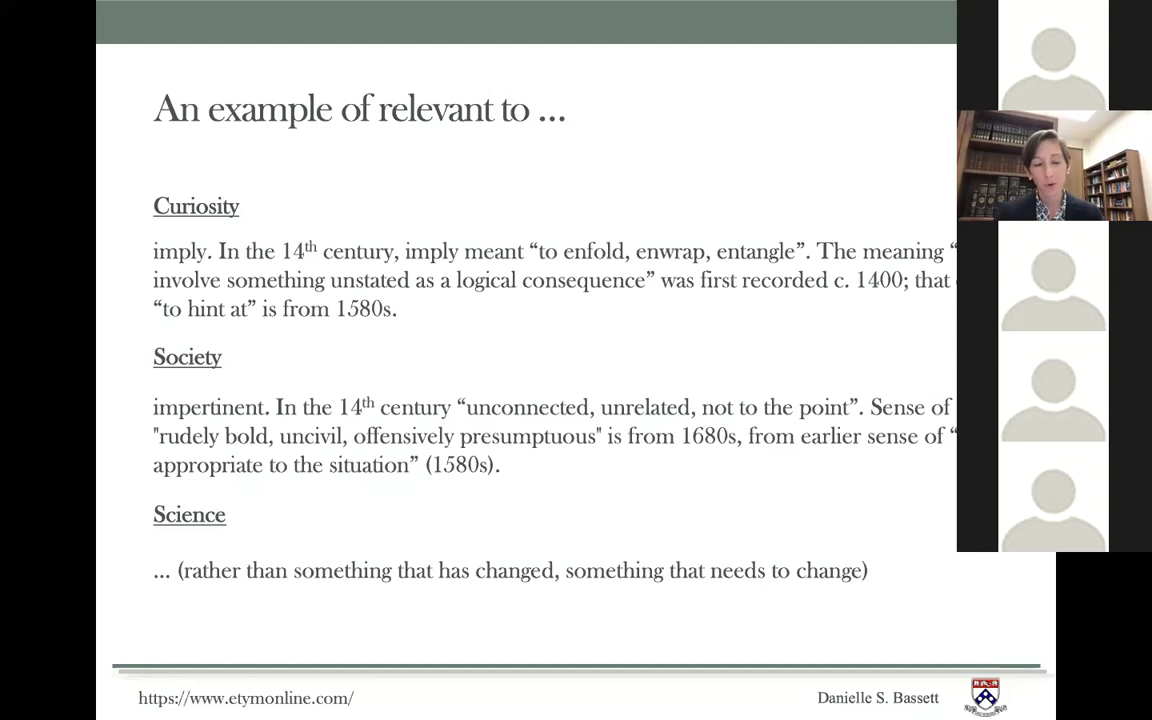 An example of relevant to ...
Curiosity
imply. In the 14th century, imply meant “to enfold, enwrap, entangle”. The meaning “
involve something unstated as a logical consequence” was first recorded c. 1400; that
“to hint at” is from 1580s.
Society
impertinent. In the 14th century “unconnected, unrelated, not to the point”. Sense of
"rudely bold, uncivil, offensively presumptuous" is from 1680s, from earlier sense of “
appropriate to the situation” (1580s).
Science
... (rather than something that has changed, something that needs to change)
https://www.etymonline.com/
Danielle S. Bassett